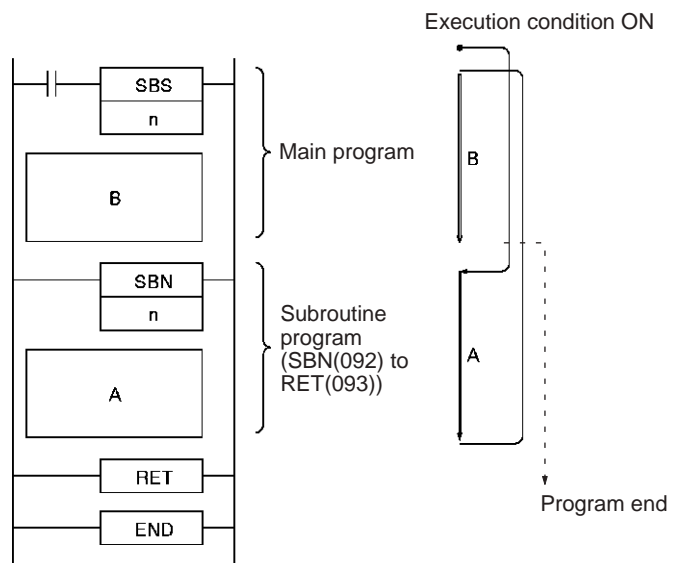 Execution condition ON
SBS
n
Main program
B
B
SBN
n
Subroutine
program
(SBN(092) to
RET(093))
A
A
RET
Program end
END